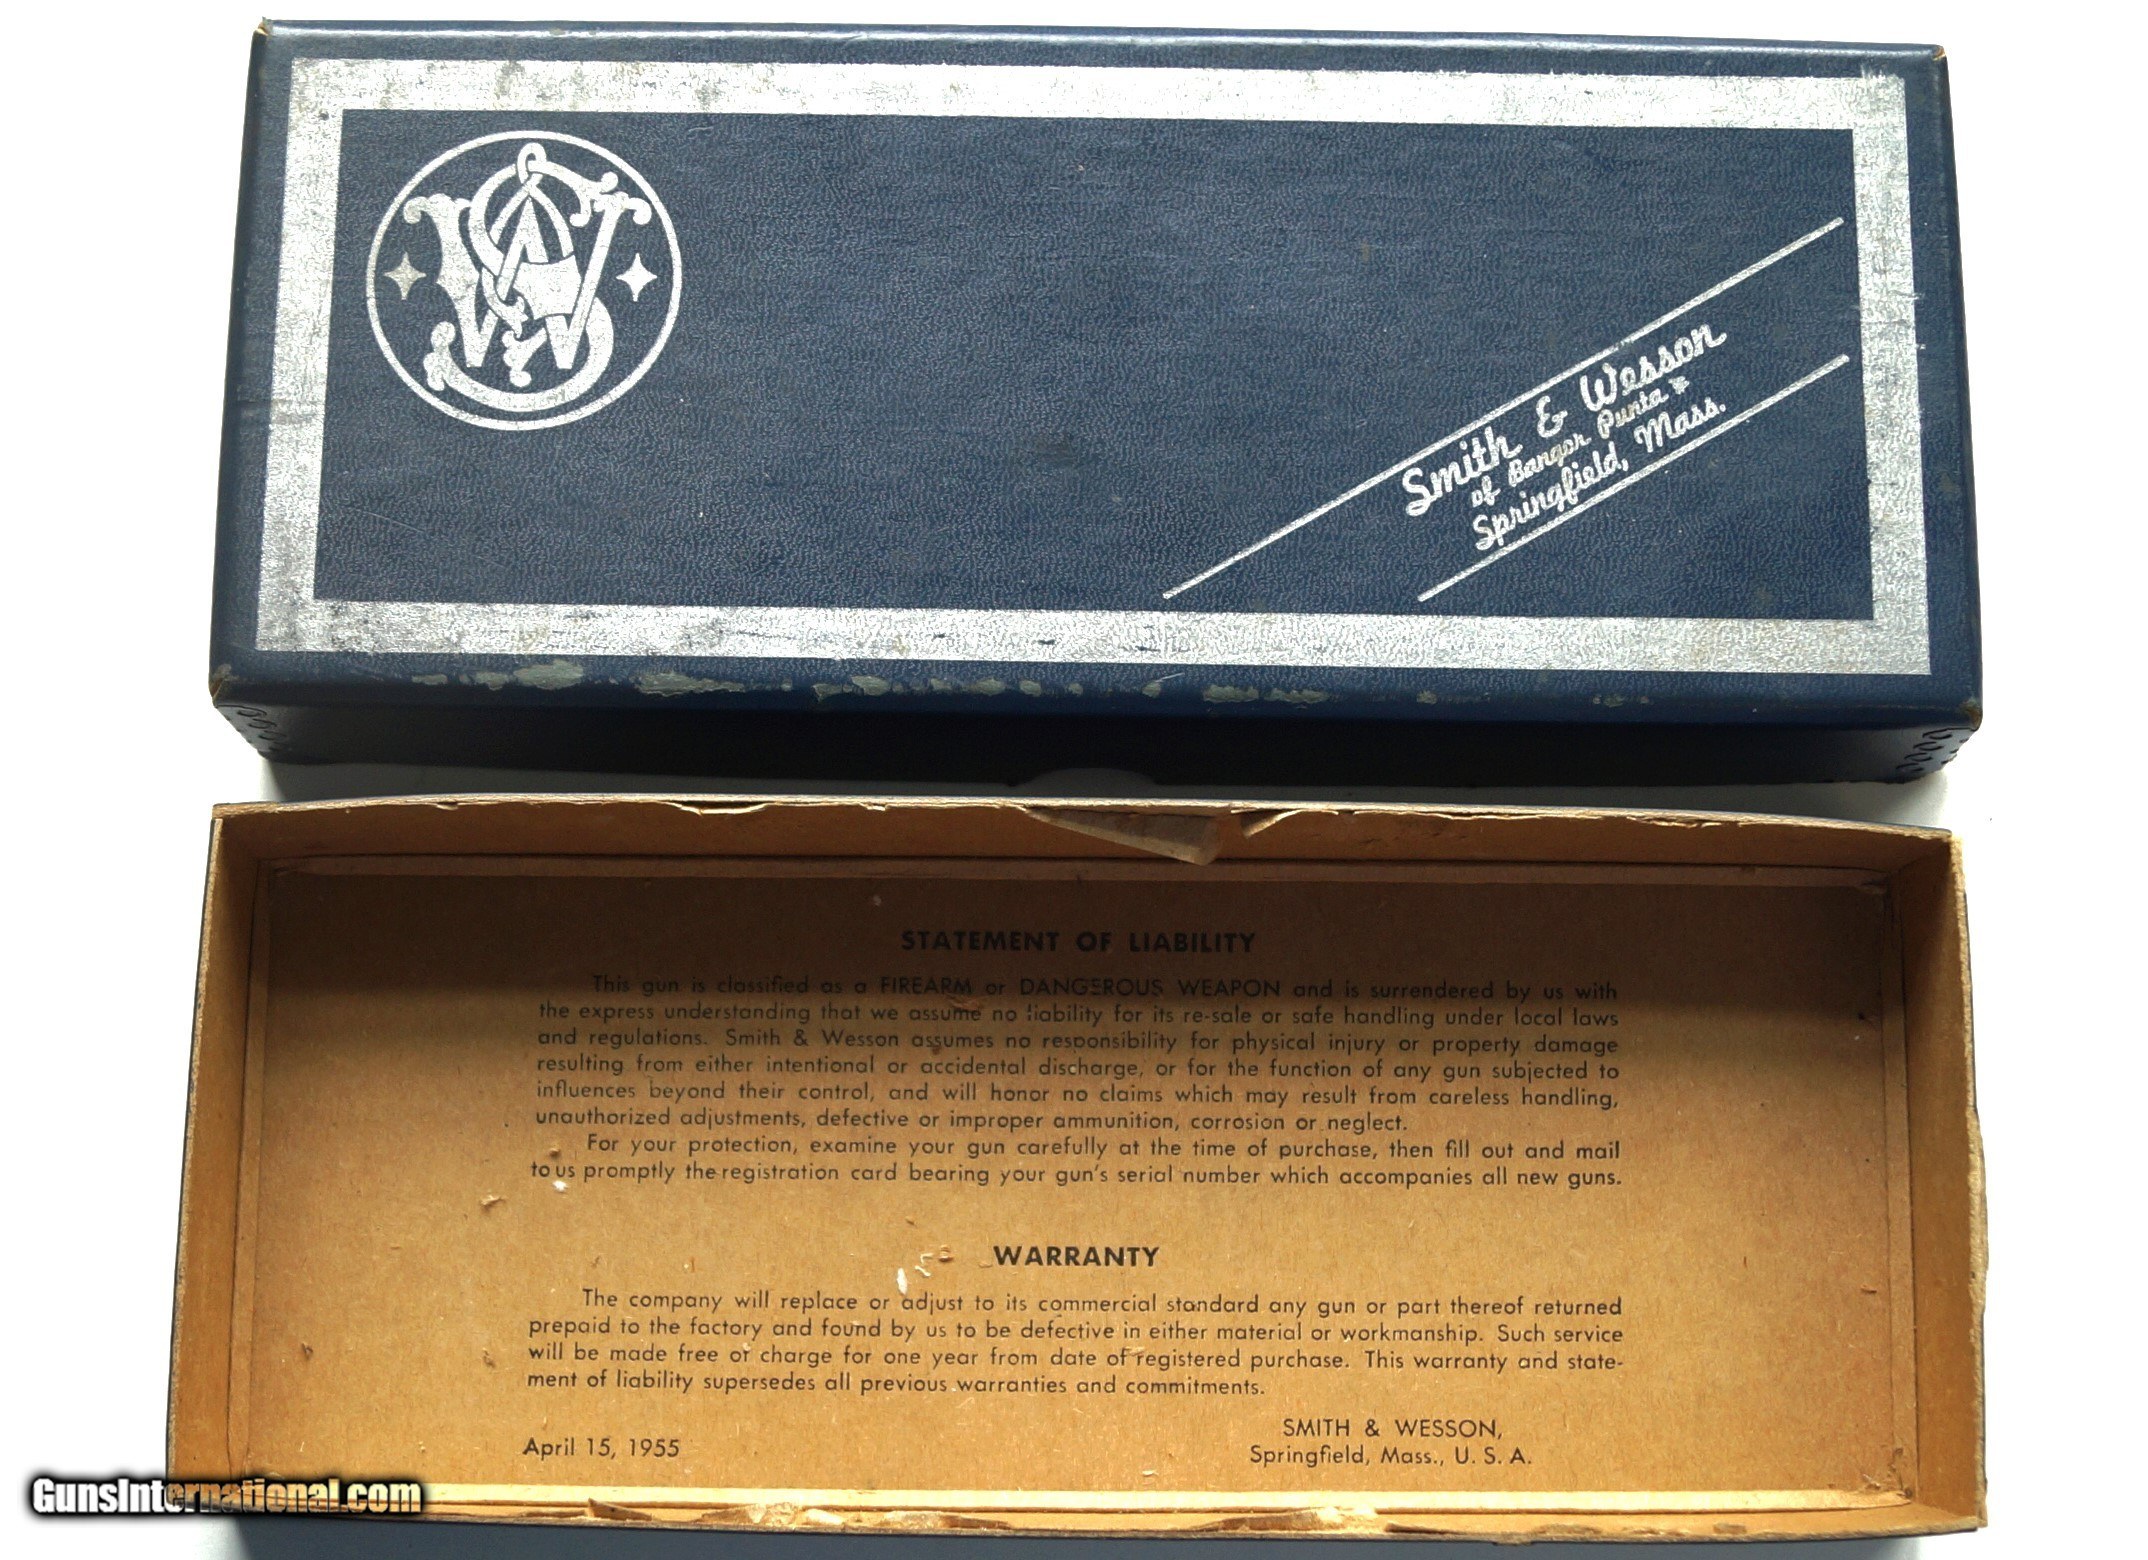 SW
Smith & Wesson
of Bangor Punta *
Springfield, Mass.
STATEMENT OF LIABILITY
This gun is classified as a FIREARM or DANGEROUS WEAPON and is surrendered by us with
the express understanding that we assume no liability for its re-sale or safe handling under local laws
and regulations. Smith & Wesson assumes no responsibility for physical injury or property damage
resulting from either intentional or accidental discharge, or for the function of any gun subjected to
influences beyond their control, and will honor no claims which may result from careless handling,
unauthorized adjustments, defective or improper ammunition, corrosion or neglect.
For your protection, examine your gun carefully at the time of purchase, then fill out and mail
to us promptly the registration card bearing your gun's serial number which accompanies all new guns.
WARRANTY
The company will replace or adjust to its commercial standard any gun or part thereof returned
prepaid to the factory and found by us to be defective in either material or workmanship. Such service
will be made free of charge for one year from date of registered purchase. This warranty and state-
ment of liability supersedes all previous warranties and commitments.
April 15, 1955
SMITH & WESSON,
Springfield, Mass., U. S. A.
GunsInternational.com